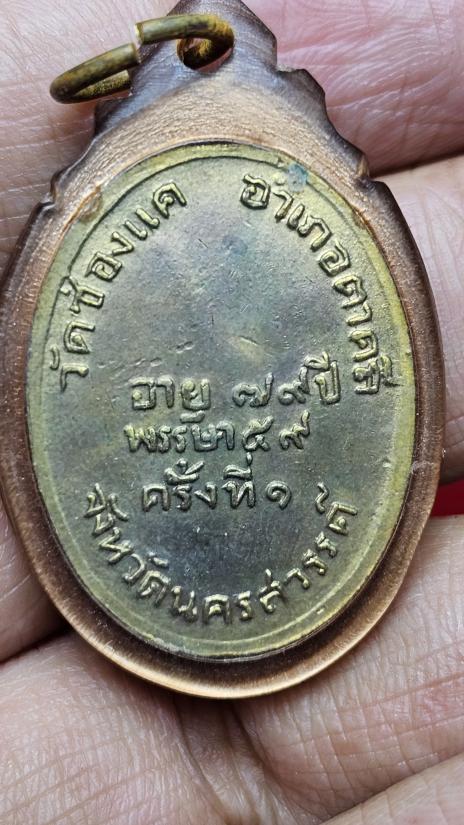 วัดช่องแค อำเภอตาคลี
อายุ ๗๙ ปี
พรรษา ๕๙
ครั้งที่ ๑
จังหวัดนครสวรรค์